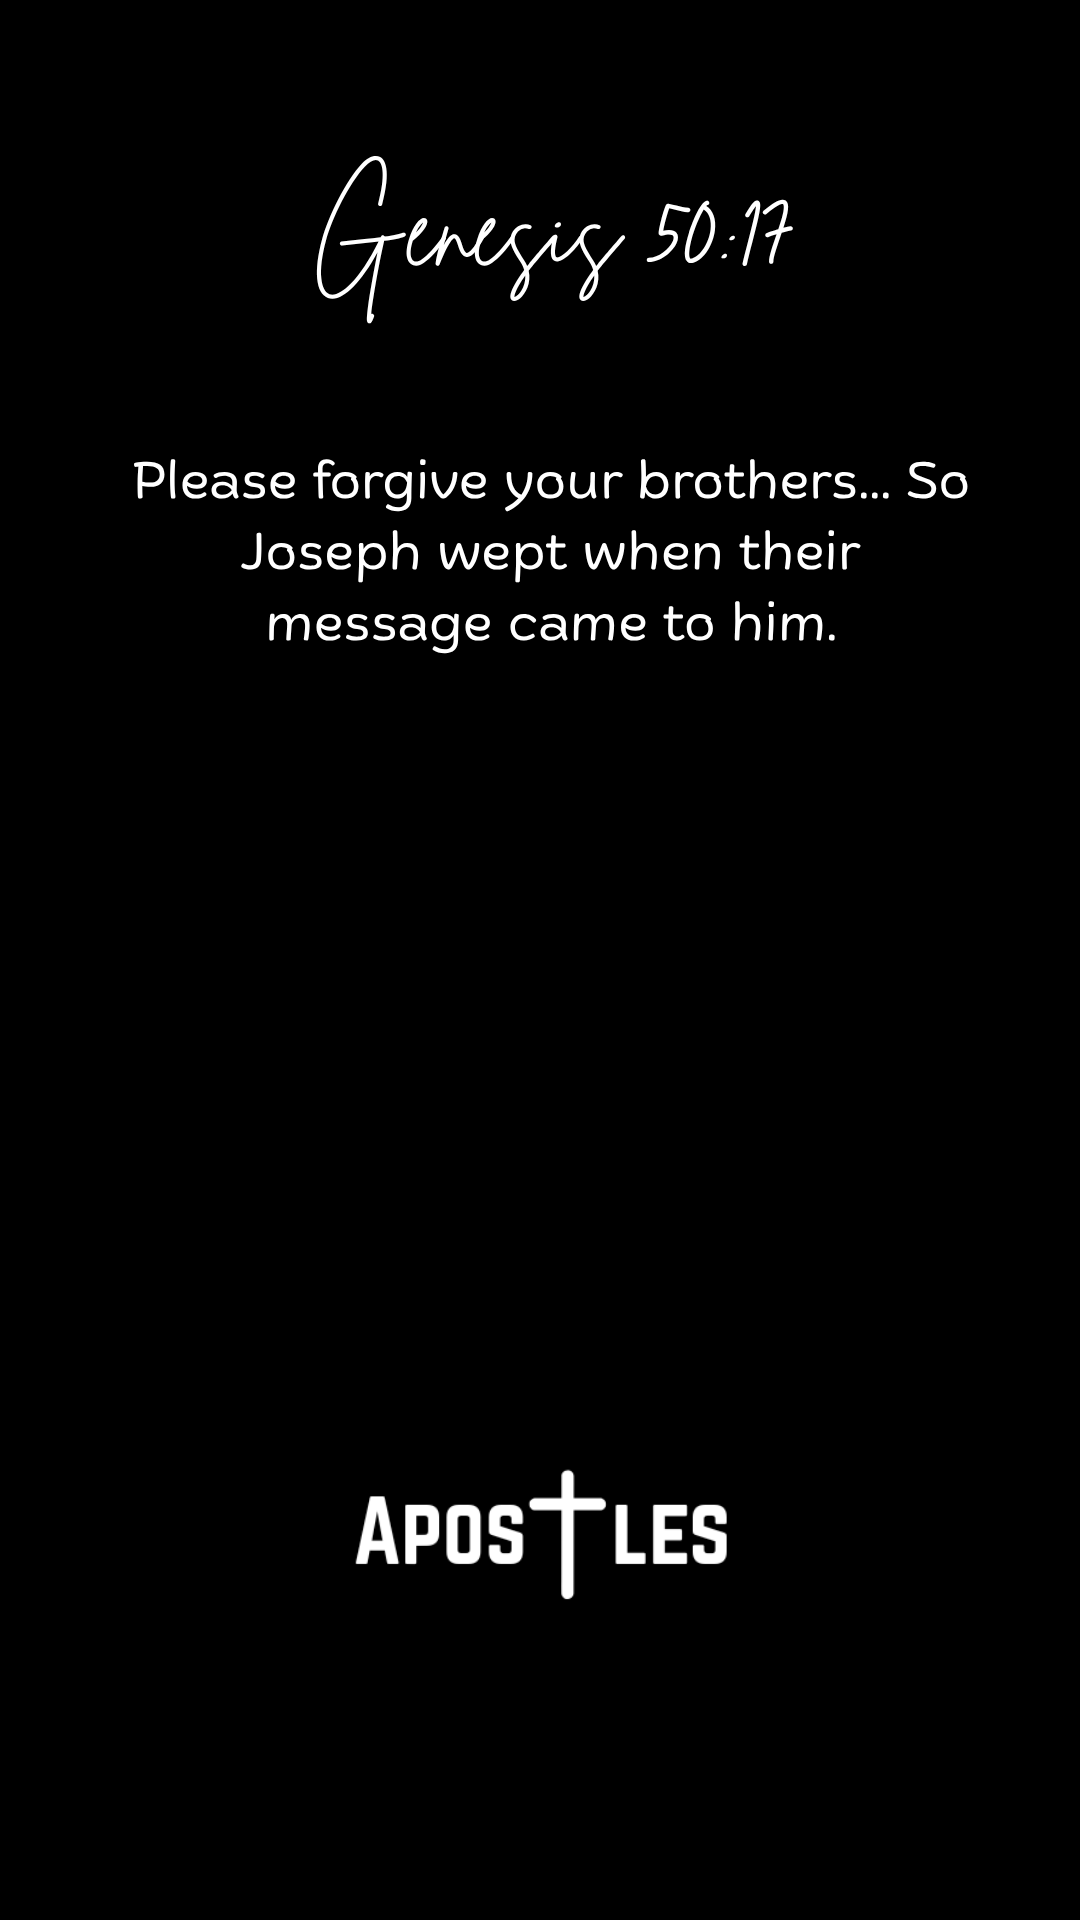 Genesis 50:17
Please forgive your brothers... So
Joseph wept when their
message came to him.
APOSTLES